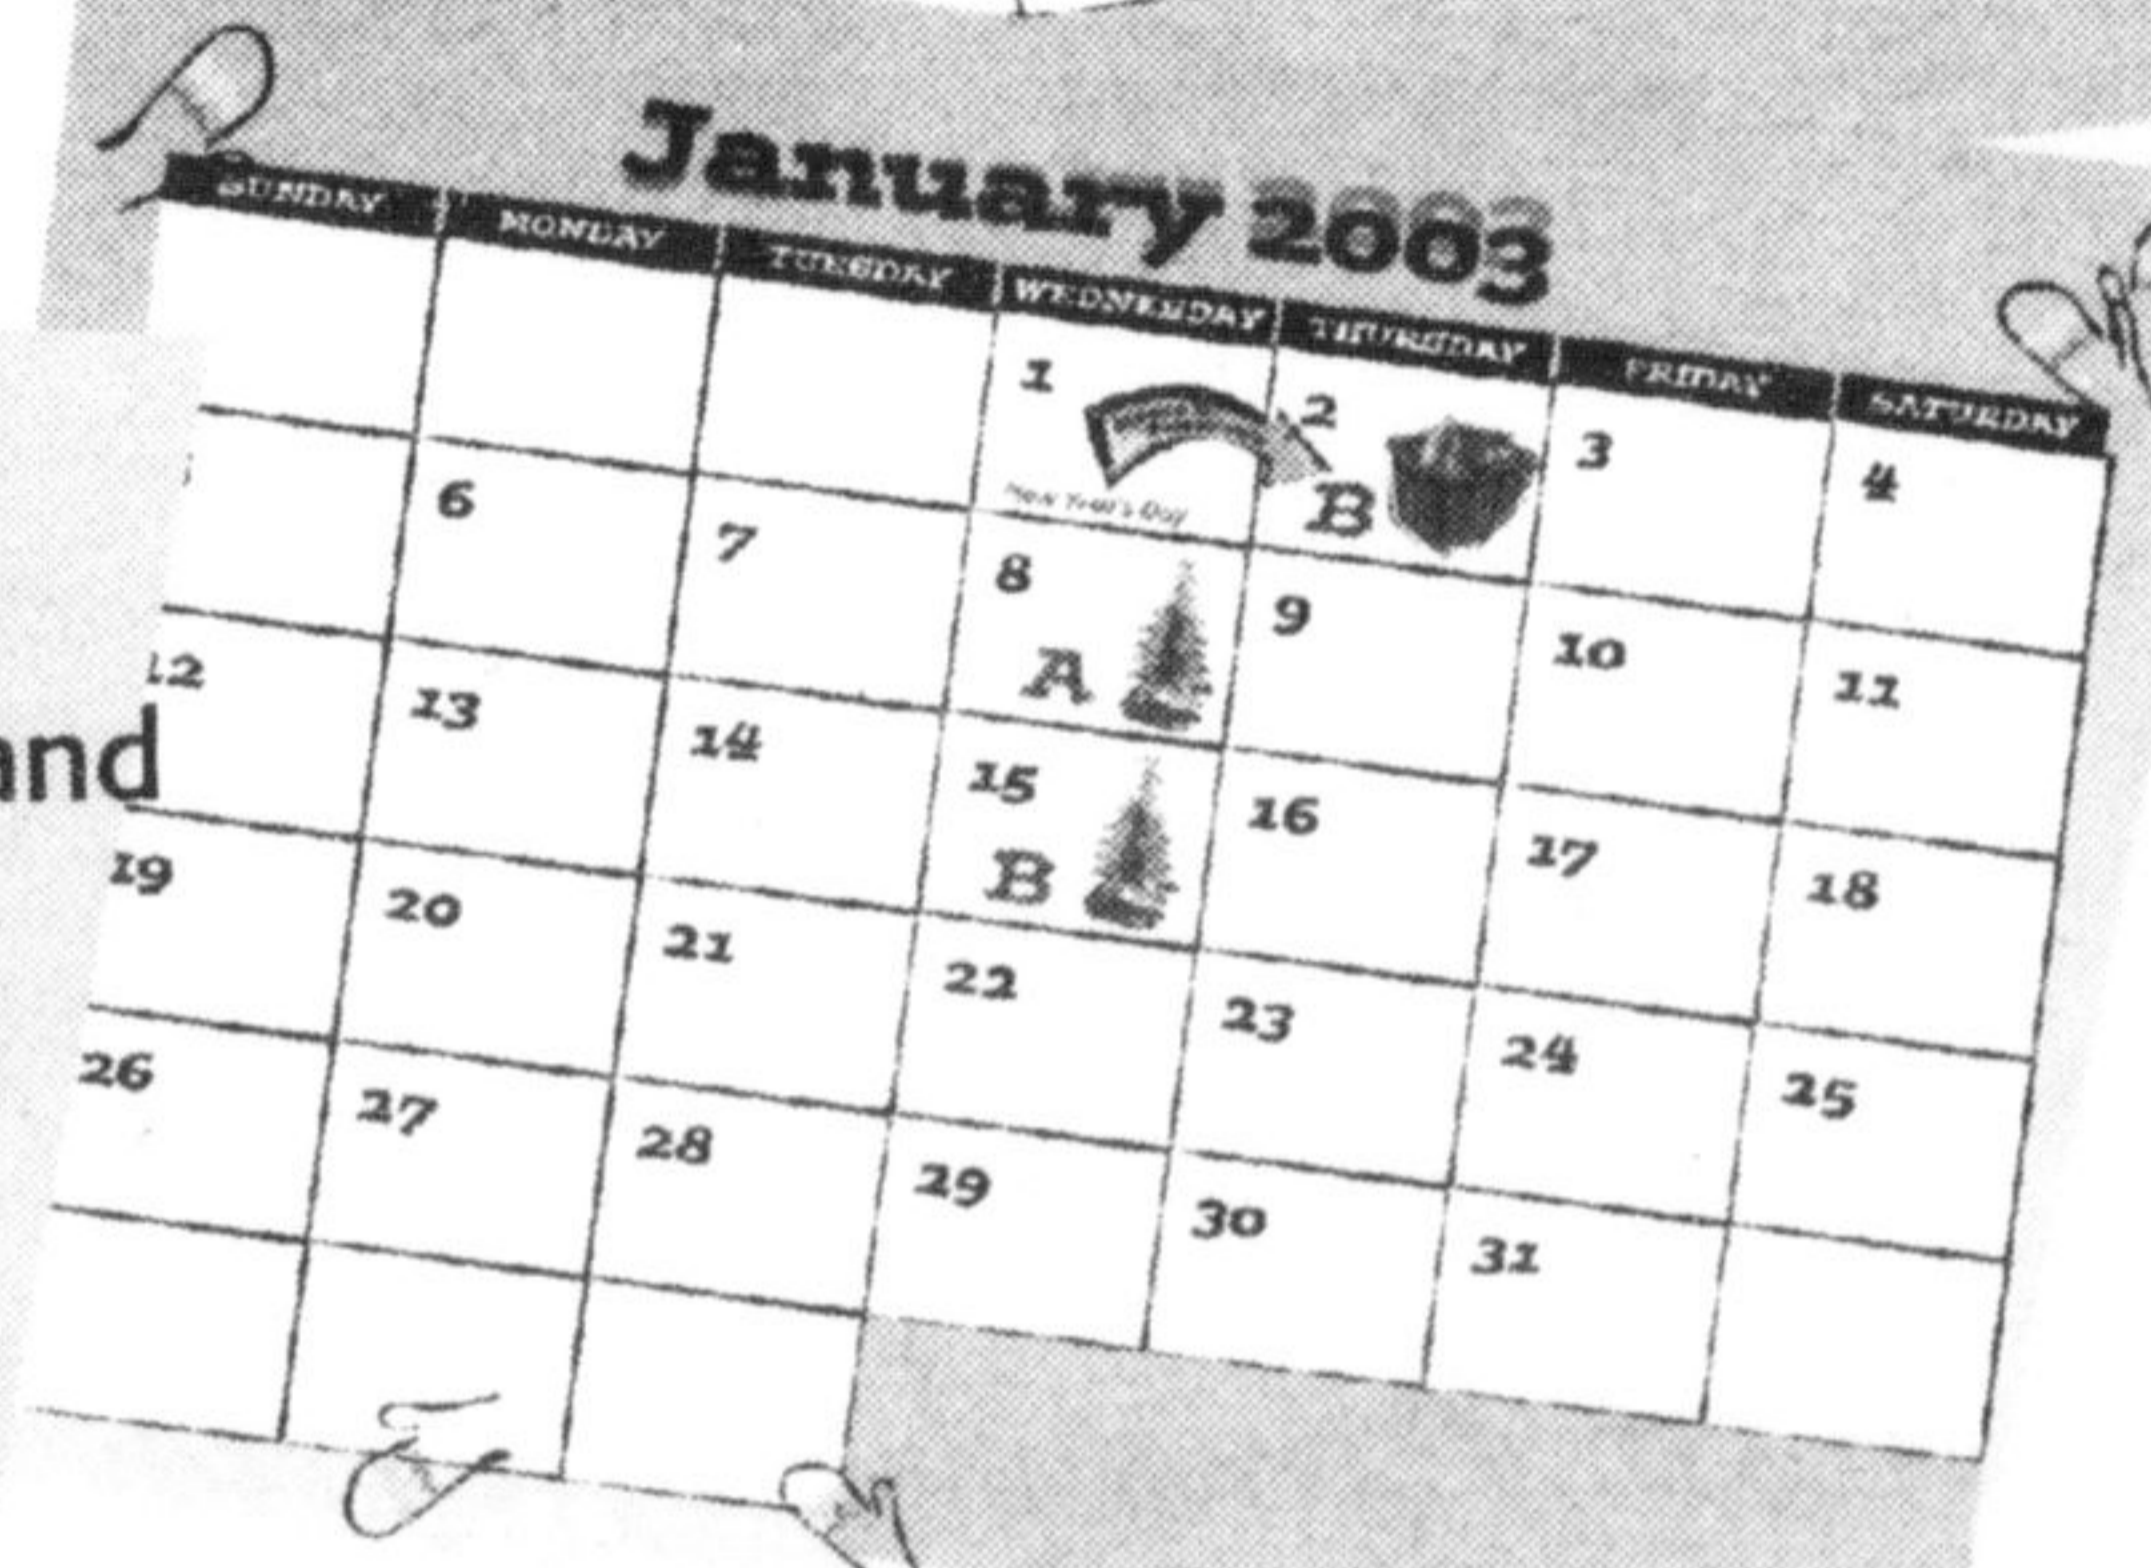 January 2003
SUNDAY MONDAY TUESDAY WEDNESDAY THURSDAY FRIDAY SATURDAY
1 2 3 4
New Year's Day B
6 7 8 9 10 11
A
12 13 14 15 16 17 18
and
B
19 20 21 22 23 24 25
26 27 28 29 30 31